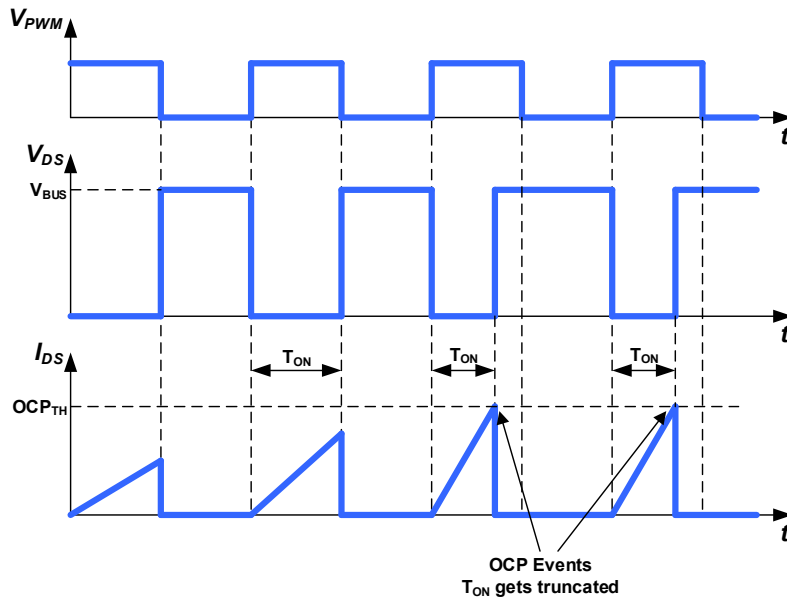 VPWM
t
VDS
VBUS
t
IDS
TON
TON
TON
OCPTH
t
OCP Events
TON gets truncated